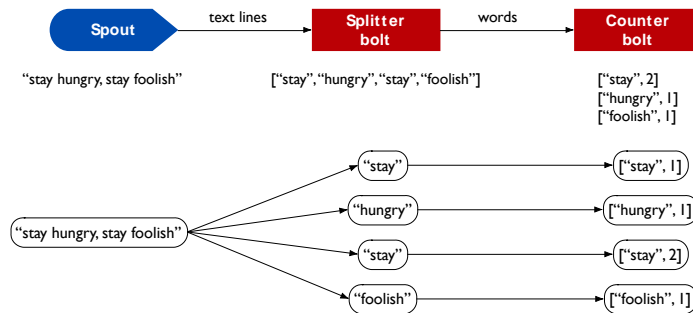 Spout
text lines
Splitter
bolt
words
Counter
bolt
“stay hungry, stay foolish”
[“stay”, “hungry”, “stay”, “foolish”]
[“stay”, 2]
[“hungry”, 1]
[“foolish”, 1]
“stay”
[“stay”, 1]
“hungry”
[“hungry”, 1]
“stay hungry, stay foolish”
“stay”
[“stay”, 2]
“foolish”
[“foolish”, 1]